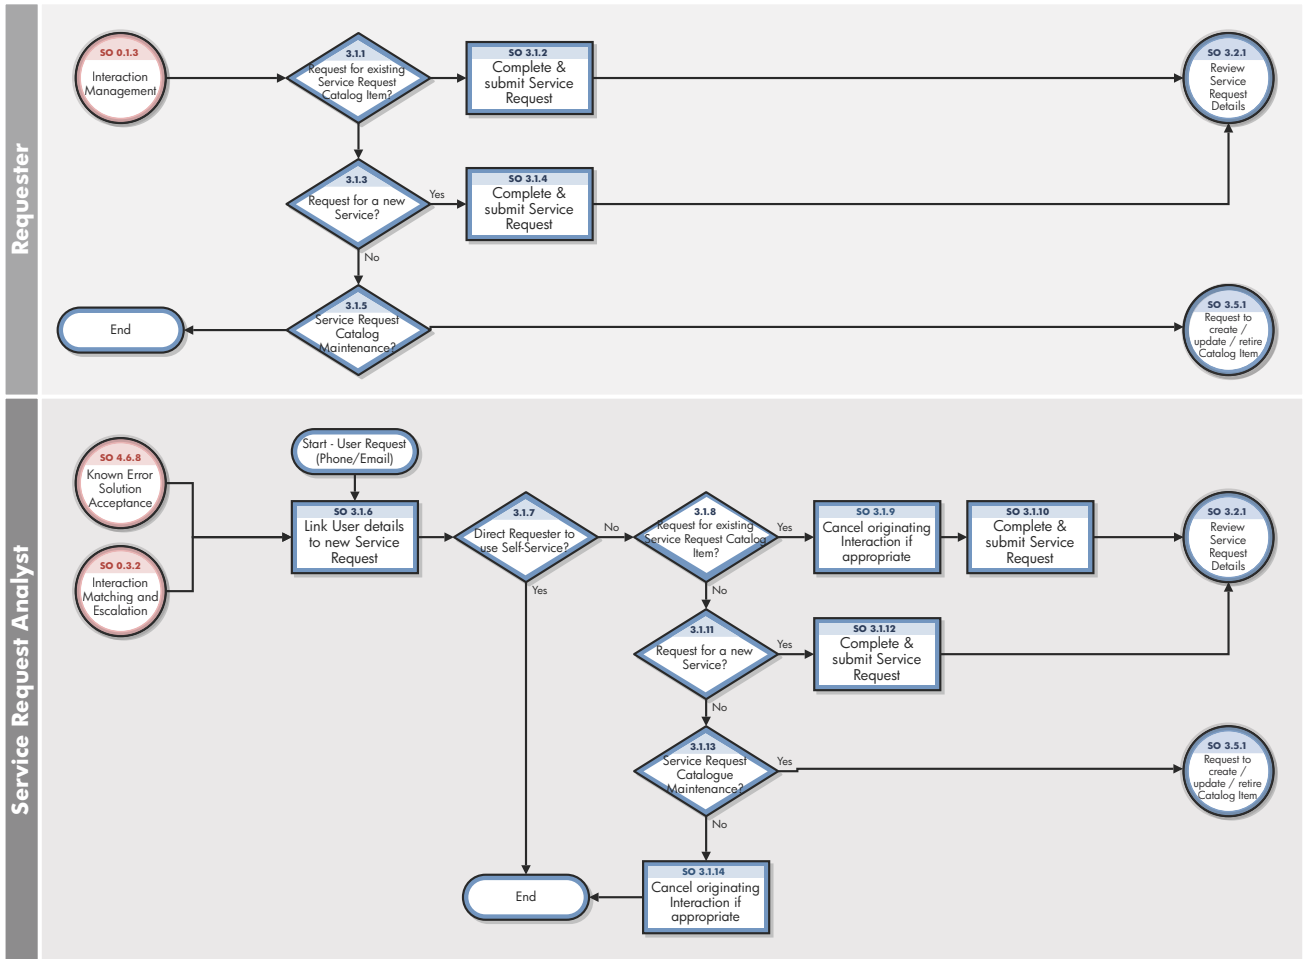 Requester
SO 0.1.3
Interaction
Management
3.1.1
Request for existing
Service Request
Catalog Item?
SO 3.1.2
Complete &
submit Service
Request
SO 3.2.1
Review
Service
Request
Details
3.1.3
Request for a new
Service?
Yes
SO 3.1.4
Complete &
submit Service
Request
No
End
3.1.5
Service Request
Catalog
Maintenance?
SO 3.5.1
Request to
create /
update / retire
Catalog Item
Service Request Analyst
SO 4.6.8
Known Error
Solution
Acceptance
SO 0.3.2
Interaction
Matching and
Escalation
Start - User Request
(Phone/Email)
SO 3.1.6
Link User details
to new Service
Request
3.1.7
Direct Requester to
use Self-Service?
No
Yes
3.1.8
Request for existing
Service Request Catalog
Item?
Yes
No
SO 3.1.9
Cancel originating
Interaction if
appropriate
SO 3.1.10
Complete &
submit Service
Request
SO 3.2.1
Review
Service
Request
Details
3.1.11
Request for a new
Service?
Yes
No
SO 3.1.12
Complete &
submit Service
Request
3.1.13
Service Request
Catalogue
Maintenance?
Yes
No
SO 3.5.1
Request to
create /
update / retire
Catalog Item
End
SO 3.1.14
Cancel originating
Interaction if
appropriate